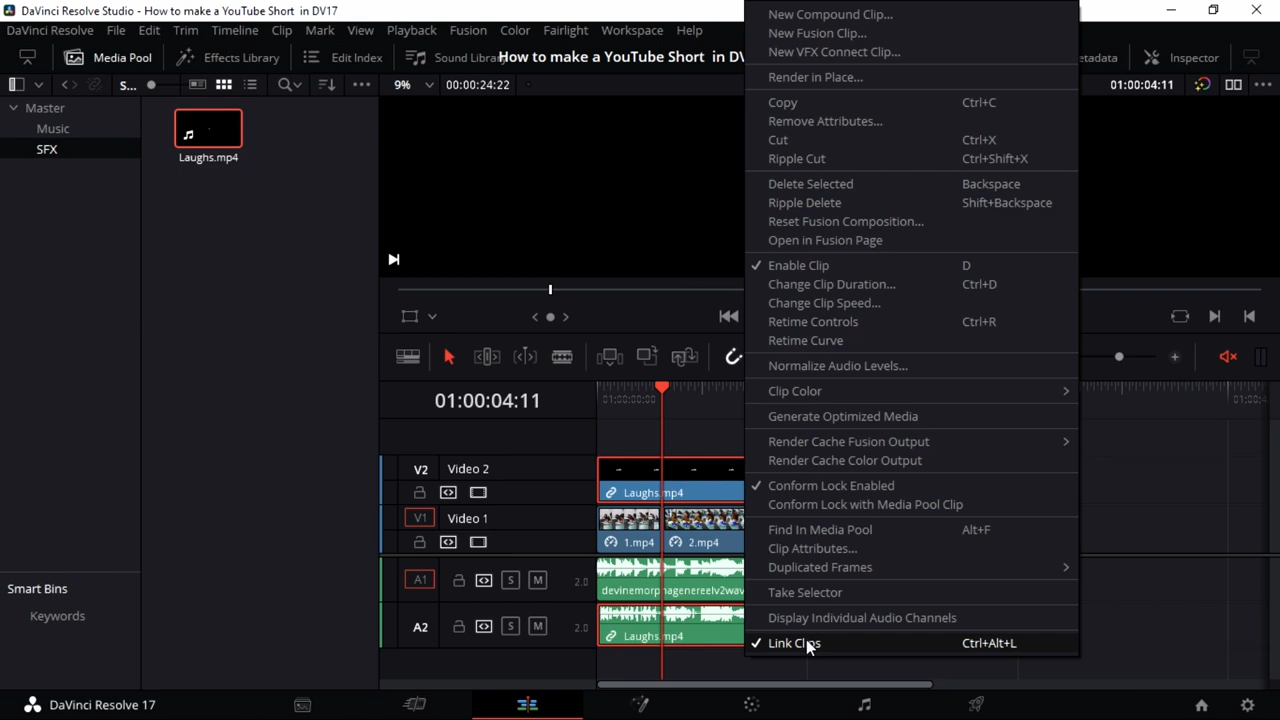 DaVinci Resolve Studio - How to make a YouTube Short in DV17
DaVinci Resolve File Edit Trim Timeline Clip Mark View Playback Fusion Color Fairlight Workspace Help
Media Pool Effects Library Edit Index Sound How to make a YouTube Short in Inspector
S... 9% 00:00:24:22 01:00:04:11
Master
Music
SFX
Laughs.mp4
New Compound Clip...
New Fusion Clip...
New VFX Connect Clip...
Render in Place...
Copy Ctrl+C
Remove Attributes...
Cut Ctrl+X
Ripple Cut Ctrl+Shift+X
Delete Selected Backspace
Ripple Delete Shift+Backspace
Reset Fusion Composition...
Open in Fusion Page
Enable Clip D
Change Clip Duration... Ctrl+D
Change Clip Speed...
Retime Controls Ctrl+R
Retime Curve
Normalize Audio Levels...
Clip Color
Generate Optimized Media
Render Cache Fusion Output
Render Cache Color Output
Conform Lock Enabled
Conform Lock with Media Pool Clip
Find In Media Pool Alt+F
Clip Attributes...
Duplicated Frames
Take Selector
Display Individual Audio Channels
Link Clips Ctrl+Alt+L
01:00:04:11
01:00:00:00
V2 Video 2
Laughs.mp4
V1 Video 1
1.mp4 2.mp4
A1 S M 2.0
A2 S M 2.0
Laughs.mp4
Smart Bins
Keywords
DaVinci Resolve 17